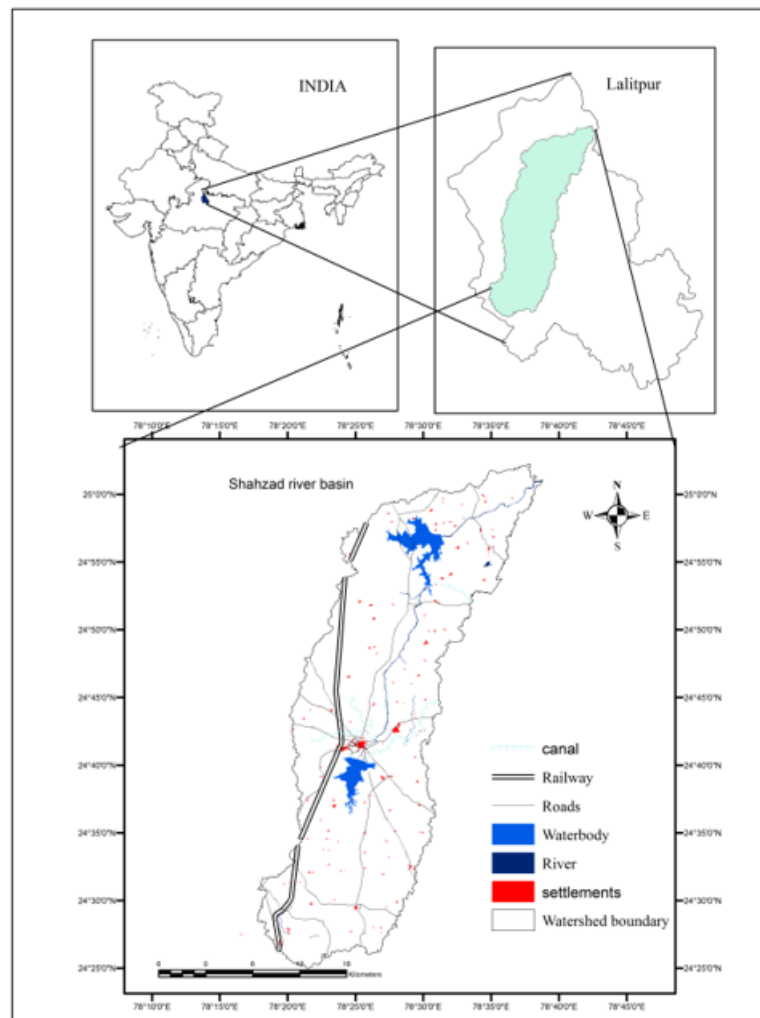 INDIA
Lalitpur
78°10'0"E 78°15'0"E 78°20'0"E 78°25'0"E 78°30'0"E 78°35'0"E 78°40'0"E 78°45'0"E
Shahzad river basin
N
W E
S
25°0'0"N 25°0'0"N
24°55'0"N 24°55'0"N
24°50'0"N 24°50'0"N
24°45'0"N 24°45'0"N
24°40'0"N 24°40'0"N
24°35'0"N 24°35'0"N
24°30'0"N 24°30'0"N
24°25'0"N 24°25'0"N
canal
Railway
Roads
Waterbody
River
settlements
Watershed boundary
Kilometers
78°10'0"E 78°15'0"E 78°20'0"E 78°25'0"E 78°30'0"E 78°35'0"E 78°40'0"E 78°45'0"E